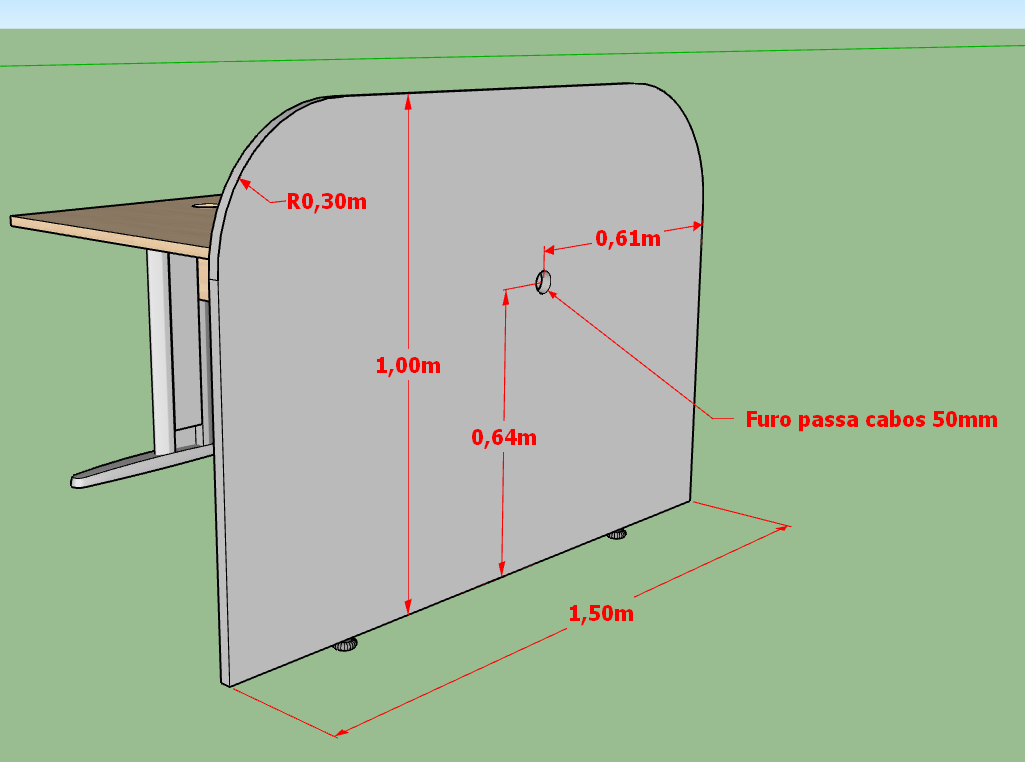 R0,30m
0,61m
1,00m
0,64m
Furo passa cabos 50mm
1,50m